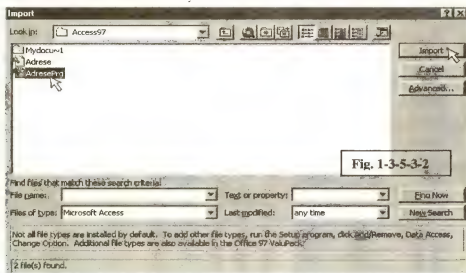 Import
Look in: Access97
Mydocu~1
Adrese
AdresePrg
Import
Cancel
Advanced...
Fig. 1-3-5-3-2
Find files that match these search criteria:
File name: Text or property: Find Now
Files of type: Microsoft Access Last modified: any time New Search
Not all file types are installed by default. To add other file types, run the Setup program, click Add/Remove, Data Access,
Change Option. Additional file types are also available in the Office 97 ValuPack.
2 file(s) found.